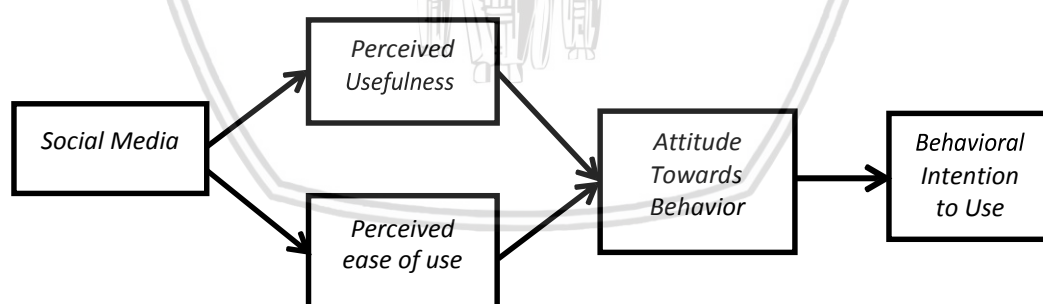 Perceived
Usefulness
Social Media
Attitude
Towards
Behavior
Behavioral
Intention
to Use
Perceived
ease of use